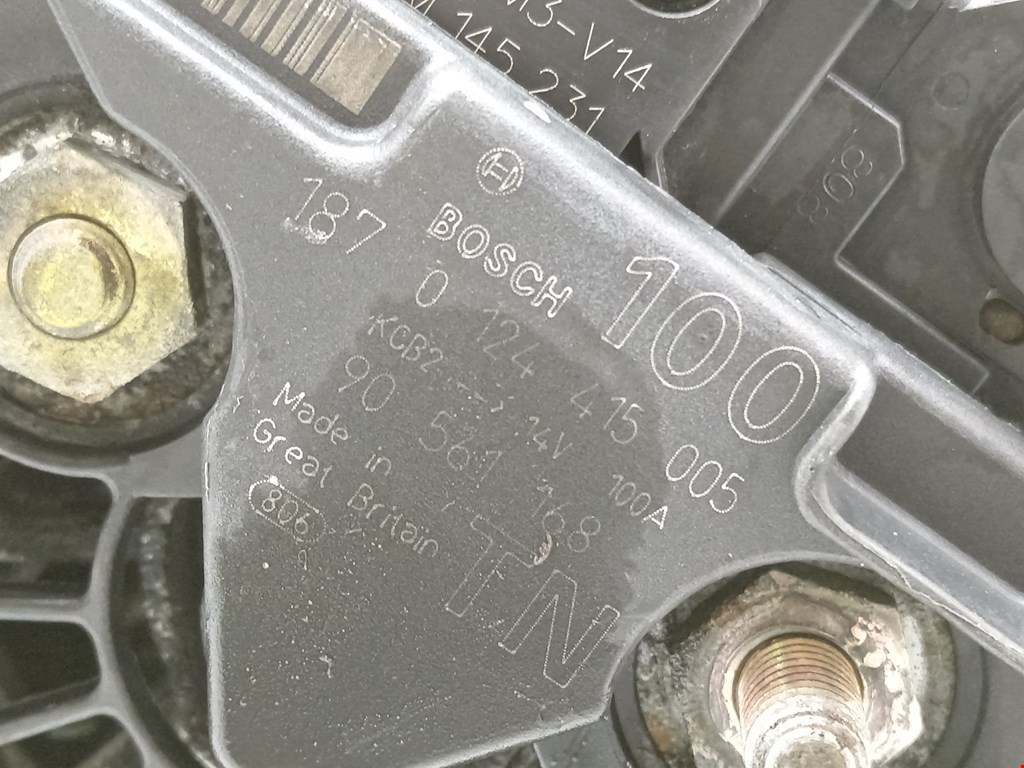 M3-V14
145 231
808
187
BOSCH
100
0 124 415 005
KCB2 14V 100A
90 561 168
Made in
Great Britain
806
TN